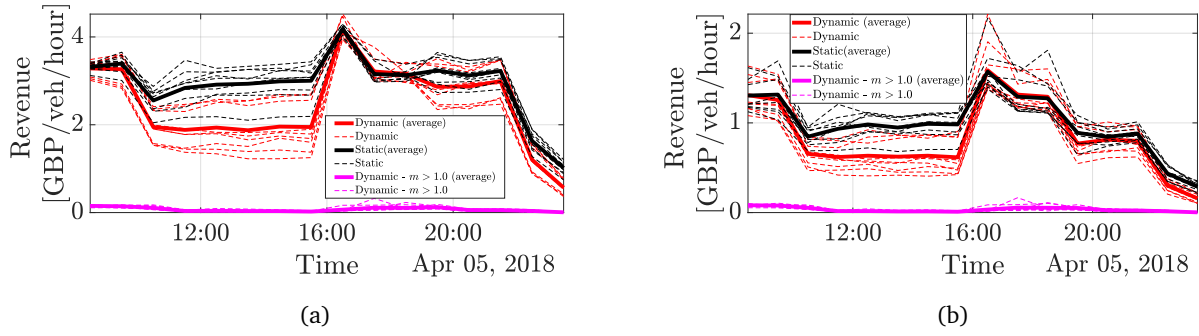 Revenue
[GBP/veh/hour]
4
2
0
Dynamic (average)
Dynamic
Static(average)
Static
Dynamic - m > 1.0 (average)
Dynamic - m > 1.0
12:00 16:00 20:00
Time Apr 05, 2018
(a)
Revenue
[GBP/veh/hour]
2
1
0
Dynamic (average)
Dynamic
Static(average)
Static
Dynamic - m > 1.0 (average)
Dynamic - m > 1.0
12:00 16:00 20:00
Time Apr 05, 2018
(b)